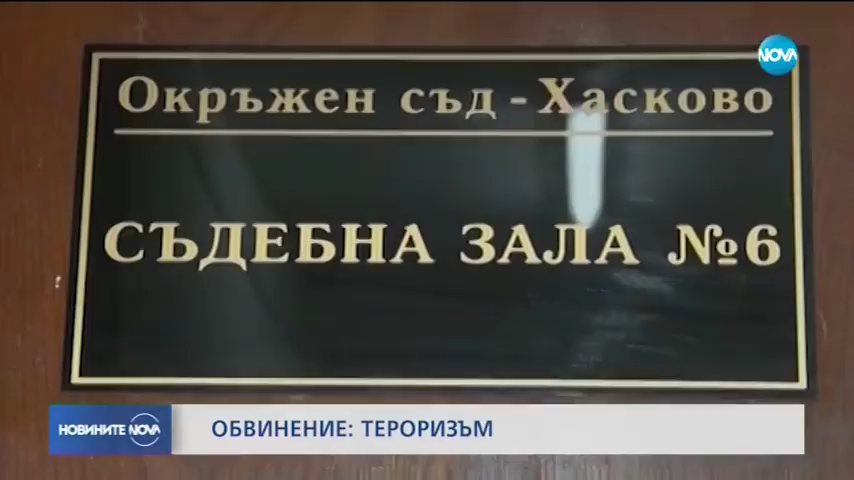 NOVA
Окръжен съд - Хасково
СЪДЕБНА ЗАЛА №6
НОВИНИТЕ NOVA
ОБВИНЕНИЕ: ТЕРОРИЗЪМ